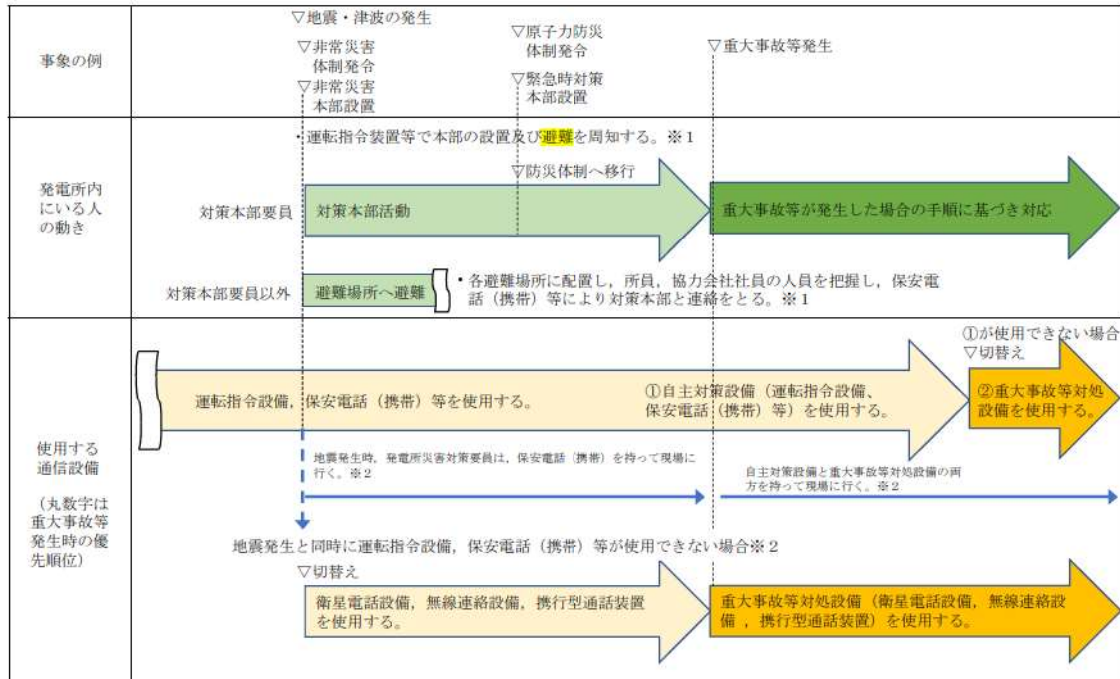 事象の例
▽地震・津波の発生
▽非常災害
体制発令
▽非常災害
本部設置
▽原子力防災
体制発令
▽緊急時対策
本部設置
▽重大事故等発生
発電所内
にいる人
の動き
・運転指令装置等で本部の設置及び避難を周知する。※1
▽防災体制へ移行
対策本部要員
対策本部活動
重大事故等が発生した場合の手順に基づき対応
対策本部要員以外
避難場所へ避難
・各避難場所に配置し，所員，協力会社社員の人員を把握し，保安電
話（携帯）等により対策本部と連絡をとる。※1
使用する
通信設備
（丸数字は
重大事故等
発生時の優
先順位）
①が使用できない場合
▽切替え
運転指令設備，保安電話（携帯）等を使用する。
①自主対策設備（運転指令設備、
保安電話（携帯）等）を使用する。
②重大事故等対処
設備を使用する。
地震発生時，発電所災害対策要員は，保安電話（携帯）を持って現場に
行く。※2
自主対策設備と重大事故等対処設備の両
方を持って現場に行く。※2
地震発生と同時に運転指令設備，保安電話（携帯）等が使用できない場合※2
▽切替え
衛星電話設備，無線連絡設備，携行型通話装置
を使用する。
重大事故等対処設備（衛星電話設備，無線連絡設
備 ，携行型通話装置）を使用する。